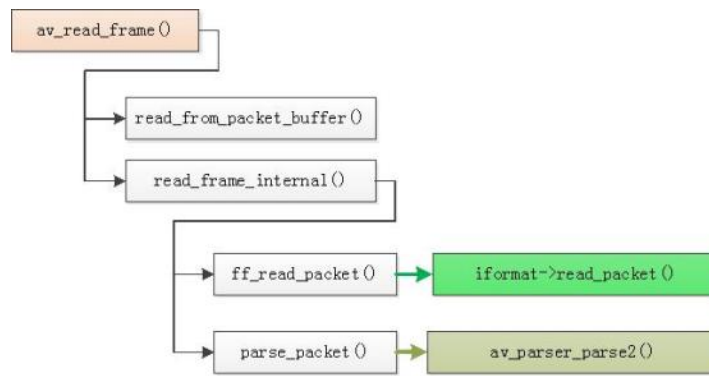 av_read_frame()
read_from_packet_buffer()
read_frame_internal()
ff_read_packet()
iformat->read_packet()
parse_packet()
av_parser_parse2()